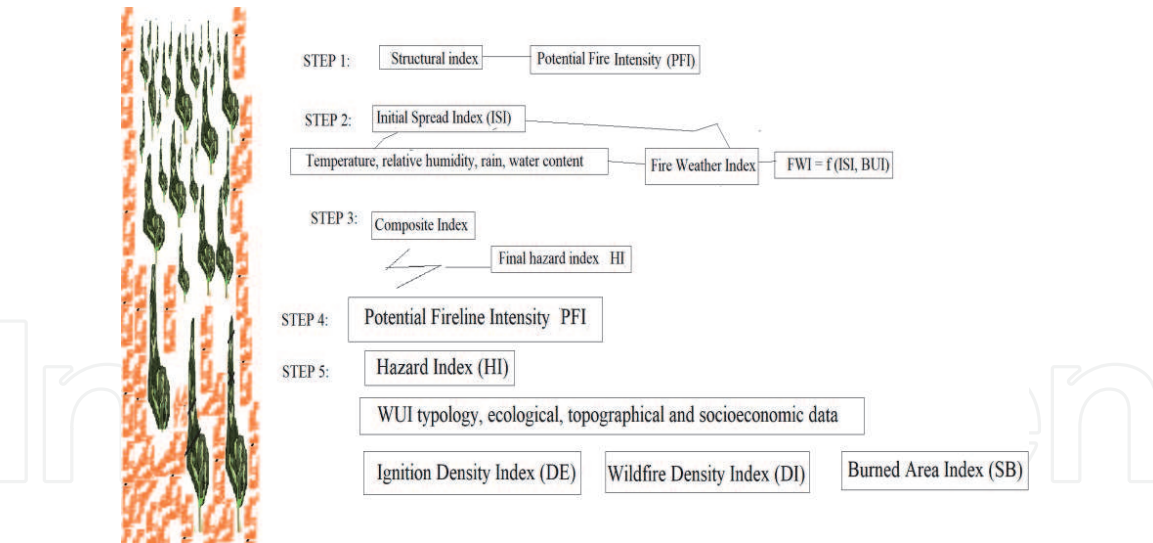 STEP 1: Structural index Potential Fire Intensity (PFI)
STEP 2: Initial Spread Index (ISI)
Temperature, relative humidity, rain, water content Fire Weather Index FWI = f (ISI, BUI)
STEP 3: Composite Index
Final hazard index HI
STEP 4: Potential Fireline Intensity PFI
STEP 5: Hazard Index (HI)
WUI typology, ecological, topographical and socioeconomic data
Ignition Density Index (DE) Wildfire Density Index (DI) Burned Area Index (SB)